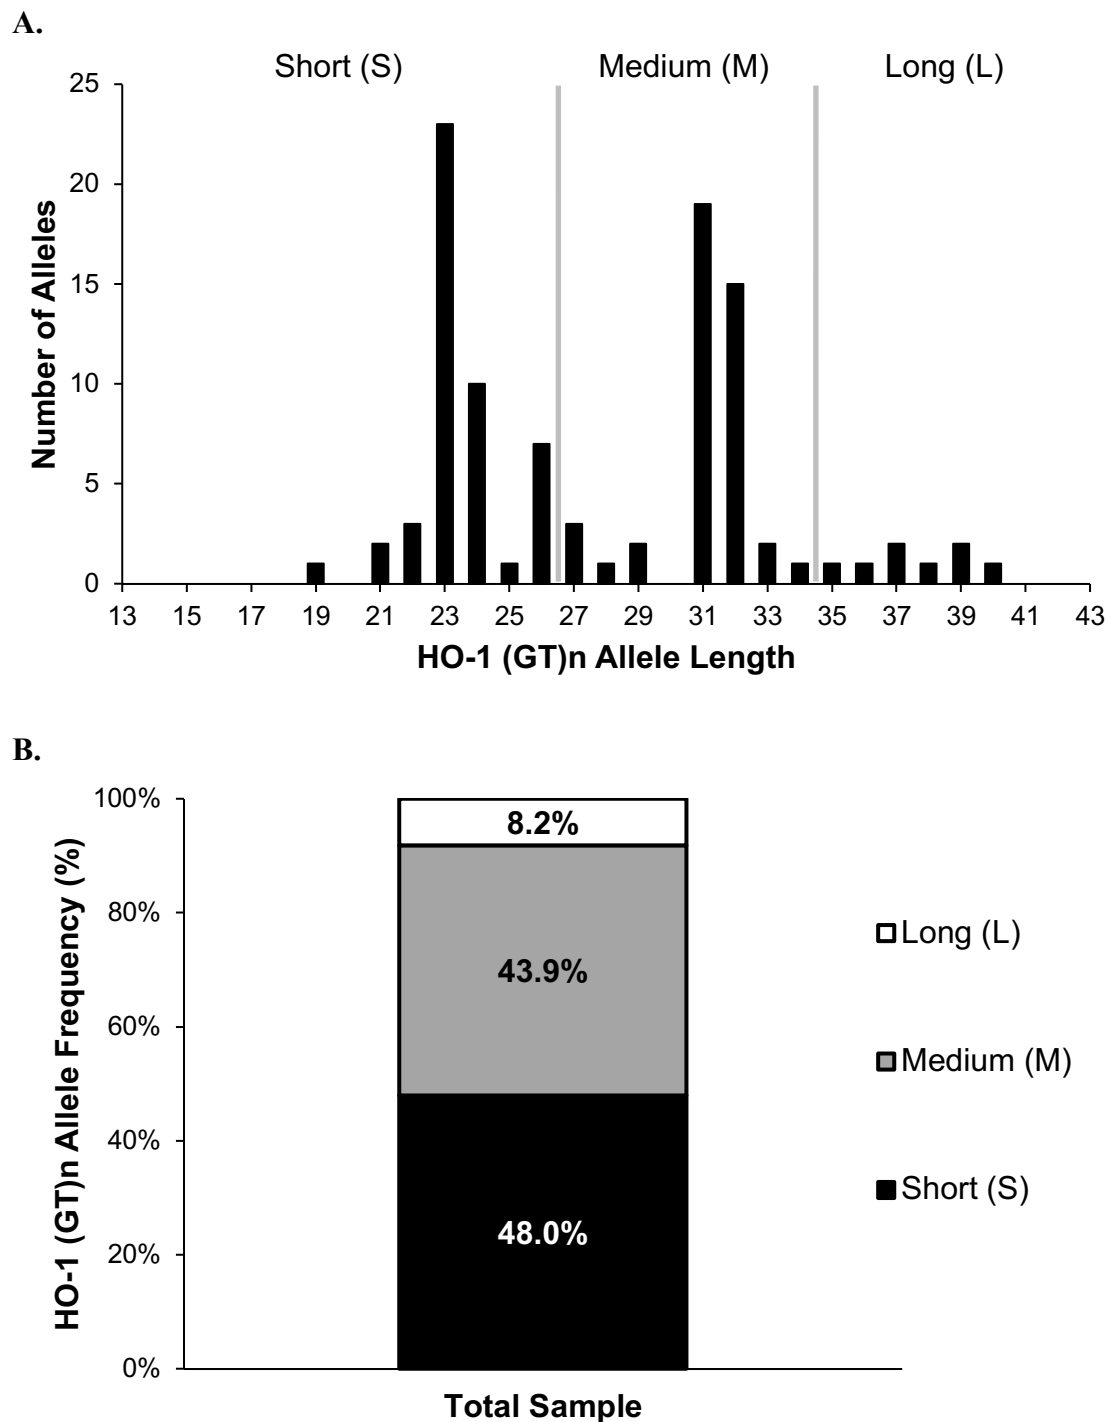 A.
Short (S) Medium (M) Long (L)
25
20
15
10
5
0
Number of Alleles
13 15 17 19 21 23 25 27 29 31 33 35 37 39 41 43
HO-1 (GT)n Allele Length
B.
100%
80%
60%
40%
20%
0%
HO-1 (GT)n Allele Frequency (%)
8.2%
43.9%
48.0%
Long (L)
Medium (M)
Short (S)
Total Sample